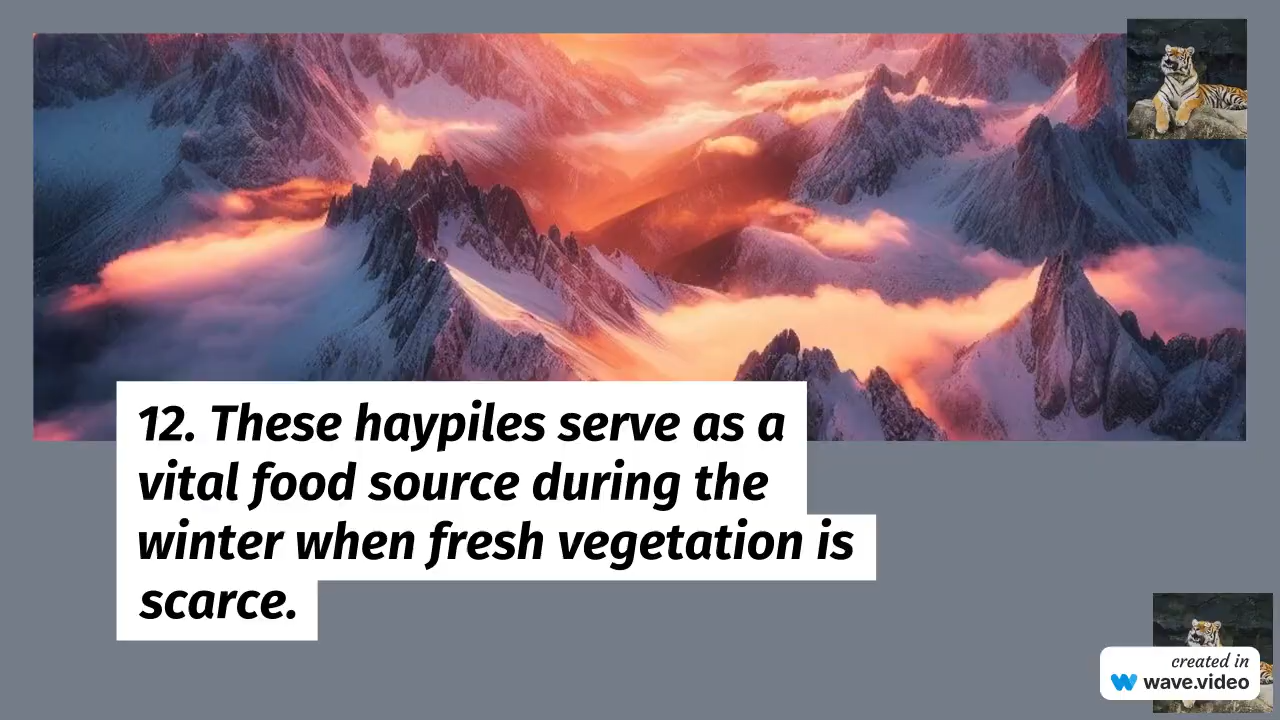 12. These haypiles serve as a
vital food source during the
winter when fresh vegetation is
scarce.
created in
wave.video